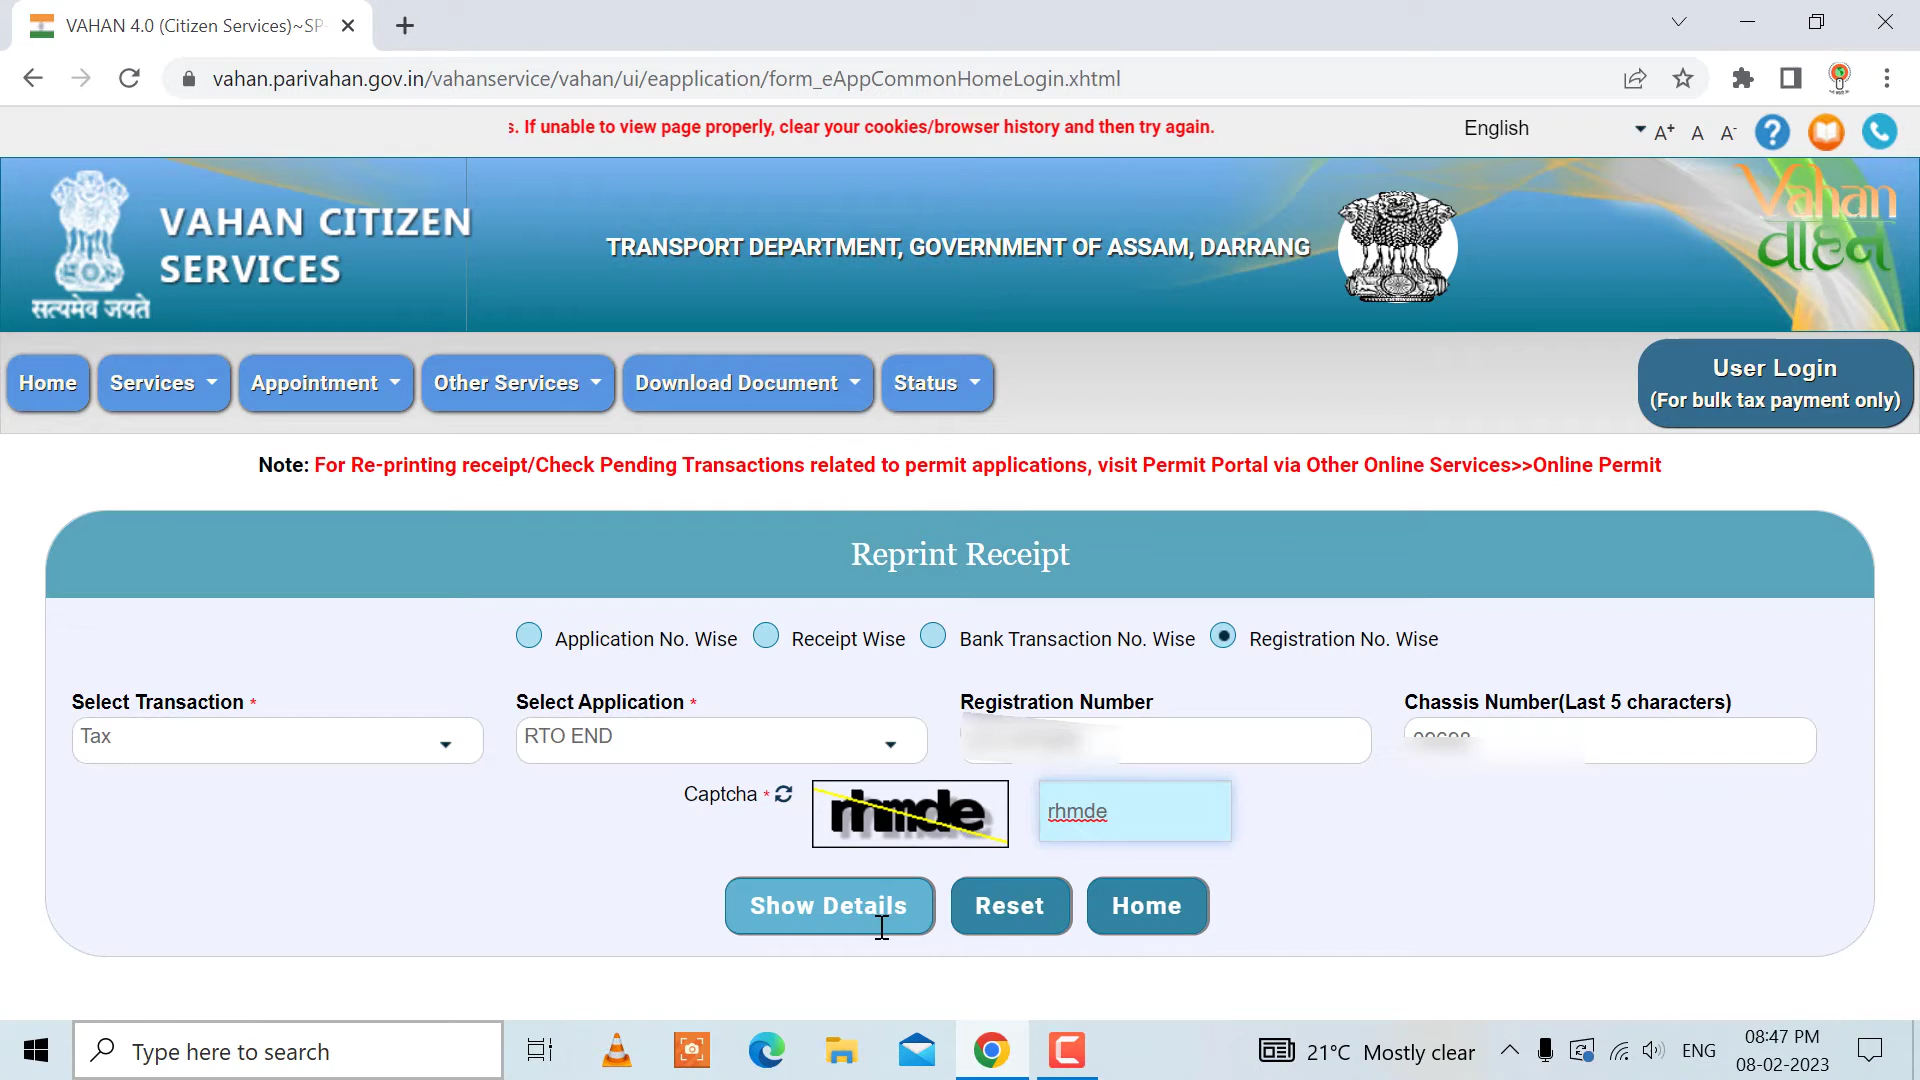 VAHAN 4.0 (Citizen Services)~SP
vahan.parivahan.gov.in/vahanservice/vahan/ui/eapplication/form_eAppCommonHomeLogin.xhtml
s. If unable to view page properly, clear your cookies/browser history and then try again.
English
A+ A A-
VAHAN CITIZEN
SERVICES
सत्यमेव जयते
TRANSPORT DEPARTMENT, GOVERNMENT OF ASSAM, DARRANG
Vahan
वाहन
Home
Services
Appointment
Other Services
Download Document
Status
User Login
(For bulk tax payment only)
Note: For Re-printing receipt/Check Pending Transactions related to permit applications, visit Permit Portal via Other Online Services>>Online Permit
Reprint Receipt
Application No. Wise
Receipt Wise
Bank Transaction No. Wise
Registration No. Wise
Select Transaction *
Select Application *
Registration Number
Chassis Number(Last 5 characters)
Tax
RTO END
Captcha *
rhmde
rhmde
Show Details
Reset
Home
Type here to search
21°C Mostly clear
ENG
08:47 PM
08-02-2023